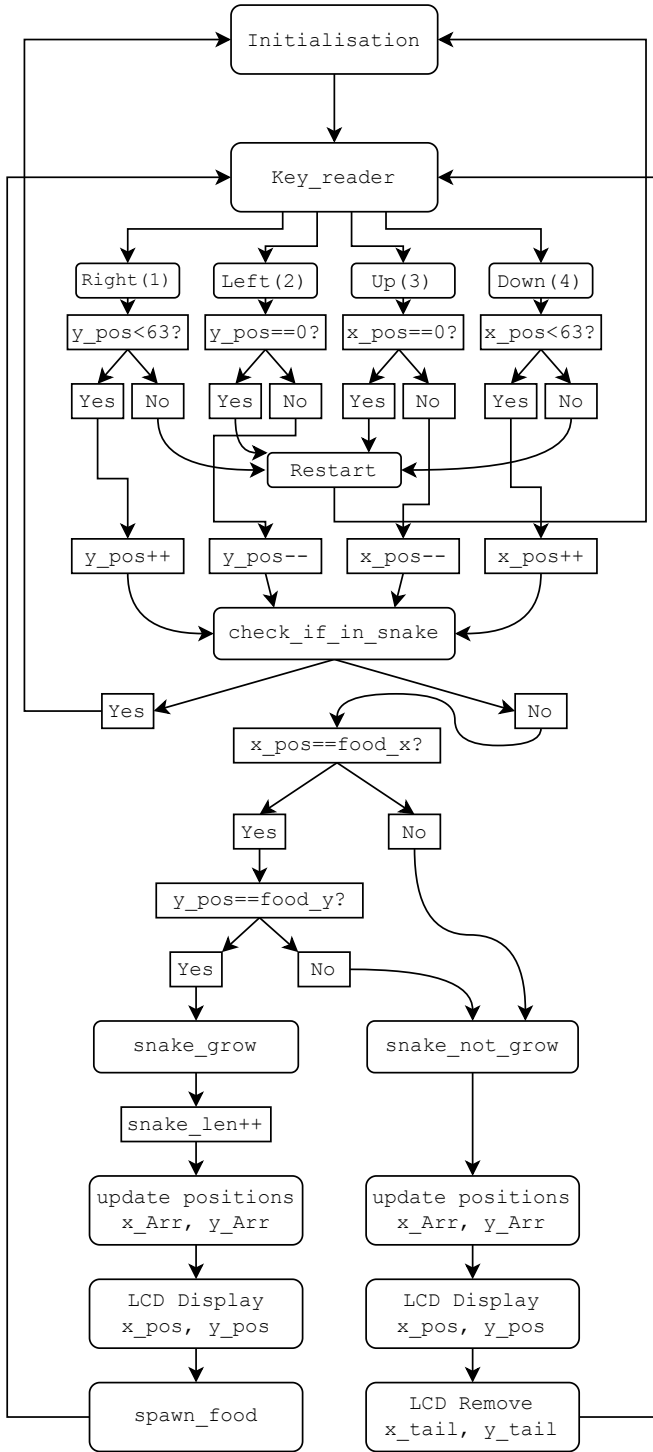 Initialisation
Key_reader
Right(1)
Left(2)
Up(3)
Down(4)
y_pos<63?
y_pos==0?
x_pos==0?
x_pos<63?
Yes
No
Yes
No
Yes
No
Yes
No
Restart
y_pos++
y_pos--
x_pos--
x_pos++
check_if_in_snake
Yes
No
x_pos==food_x?
Yes
No
y_pos==food_y?
Yes
No
snake_grow
snake_not_grow
snake_len++
update positions
x_Arr, y_Arr
update positions
x_Arr, y_Arr
LCD Display
x_pos, y_pos
LCD Display
x_pos, y_pos
spawn_food
LCD Remove
x_tail, y_tail